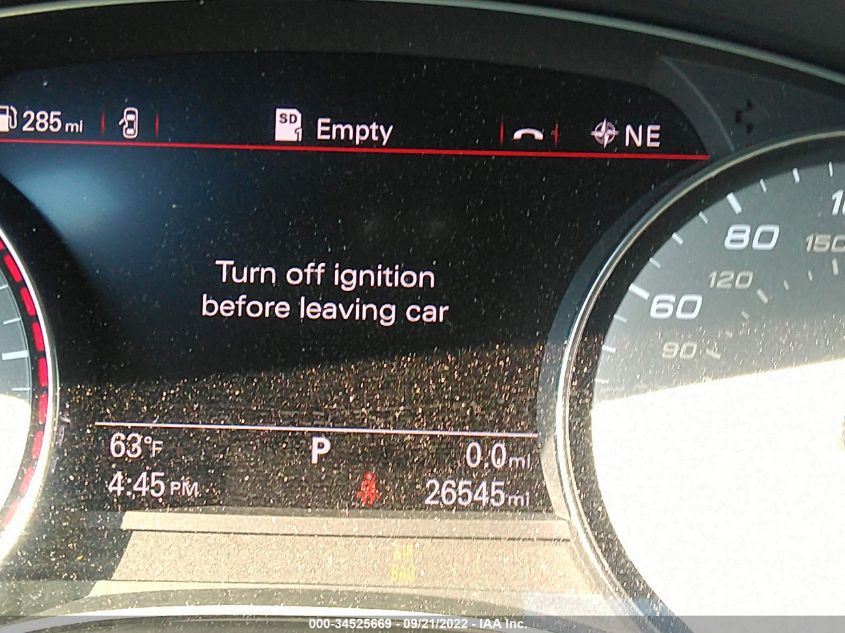 285 mi
SD 1 Empty
NE
Turn off ignition
before leaving car
80
150
60
120
90
63°F
P
0.0 mi
4:45 PM
26545 mi
000-34525669 - 09/21/2022 - IAA Inc.